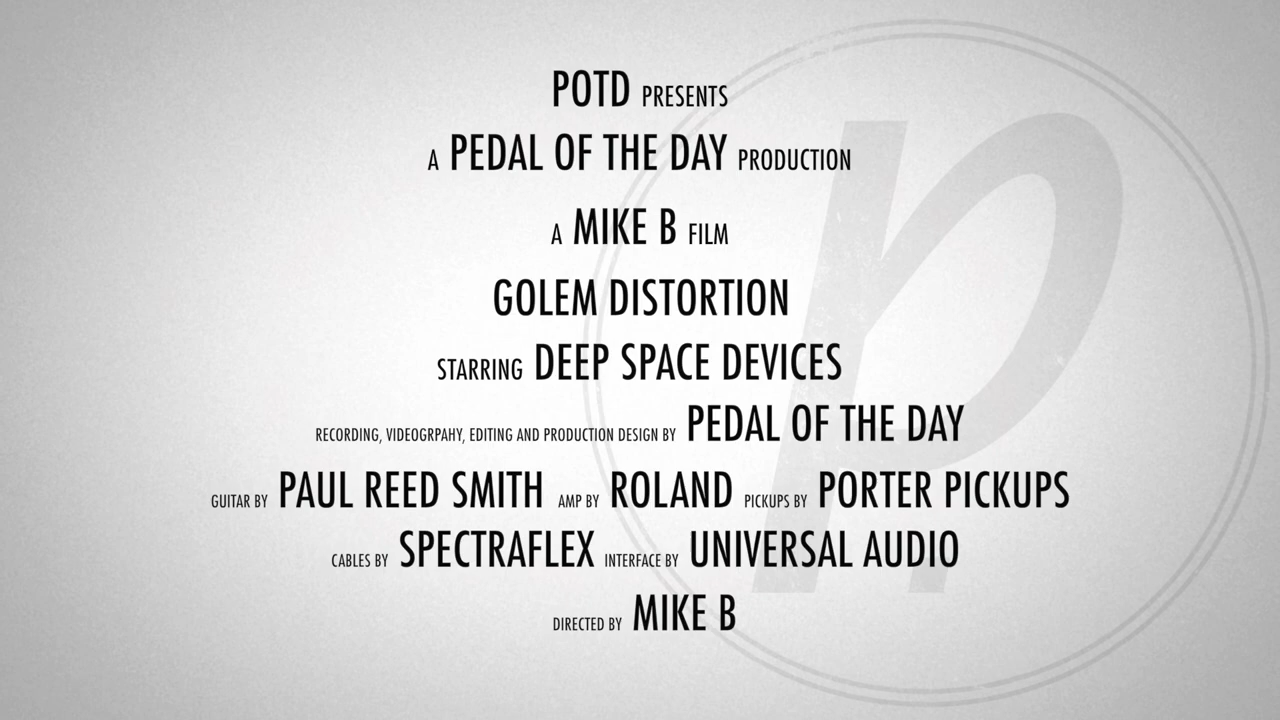 POTD PRESENTS
A PEDAL OF THE DAY PRODUCTION
A MIKE B FILM
GOLEM DISTORTION
STARRING DEEP SPACE DEVICES
RECORDING, VIDEOGRPAHY, EDITING AND PRODUCTION DESIGN BY PEDAL OF THE DAY
GUITAR BY PAUL REED SMITH AMP BY ROLAND PICKUPS BY PORTER PICKUPS
CABLES BY SPECTRAFLEX INTERFACE BY UNIVERSAL AUDIO
DIRECTED BY MIKE B